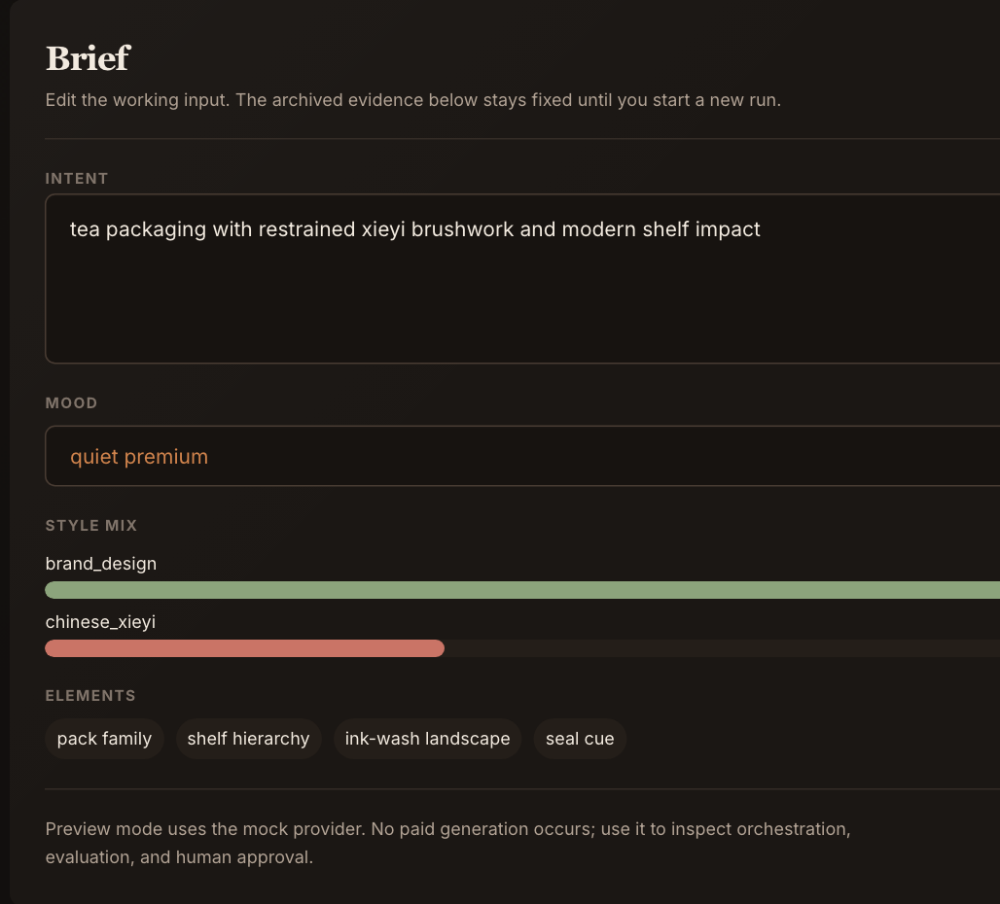 Brief
Edit the working input. The archived evidence below stays fixed until you start a new run.
INTENT
tea packaging with restrained xieyi brushwork and modern shelf impact
MOOD
quiet premium
STYLE MIX
brand_design
chinese_xieyi
ELEMENTS
pack family shelf hierarchy ink-wash landscape seal cue
Preview mode uses the mock provider. No paid generation occurs; use it to inspect orchestration,
evaluation, and human approval.